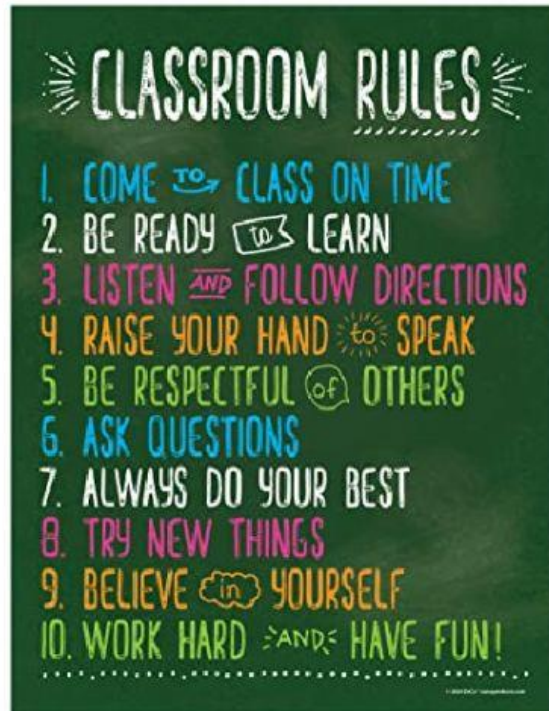 CLASSROOM RULES
1. COME TO CLASS ON TIME
2. BE READY to LEARN
3. LISTEN AND FOLLOW DIRECTIONS
4. RAISE YOUR HAND to SPEAK
5. BE RESPECTFUL of OTHERS
6. ASK QUESTIONS
7. ALWAYS DO YOUR BEST
8. TRY NEW THINGS
9. BELIEVE in YOURSELF
10. WORK HARD AND HAVE FUN!